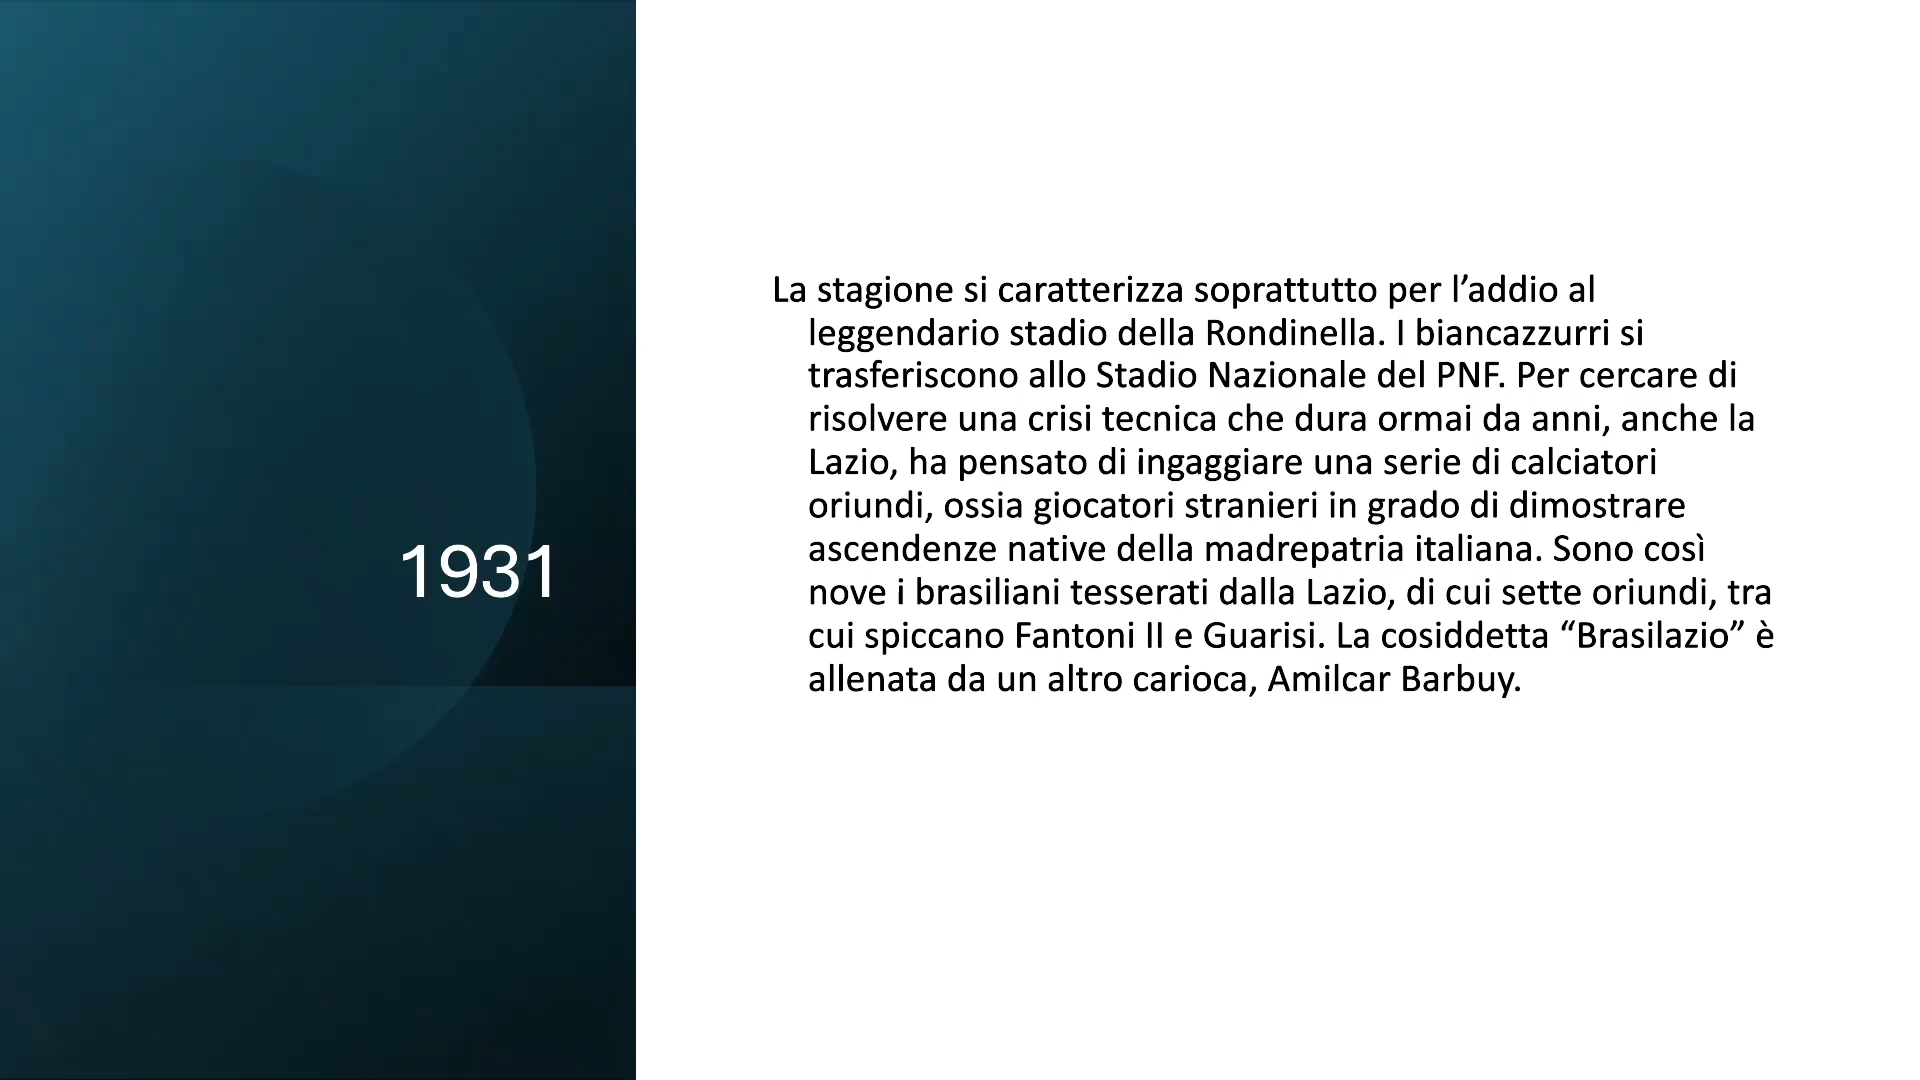 1931
La stagione si caratterizza soprattutto per l’addio al
leggendario stadio della Rondinella. I biancazzurri si
trasferiscono allo Stadio Nazionale del PNF. Per cercare di
risolvere una crisi tecnica che dura ormai da anni, anche la
Lazio, ha pensato di ingaggiare una serie di calciatori
oriundi, ossia giocatori stranieri in grado di dimostrare
ascendenze native della madrepatria italiana. Sono così
nove i brasiliani tesserati dalla Lazio, di cui sette oriundi, tra
cui spiccano Fantoni II e Guarisi. La cosiddetta “Brasilazio” è
allenata da un altro carioca, Amilcar Barbuy.